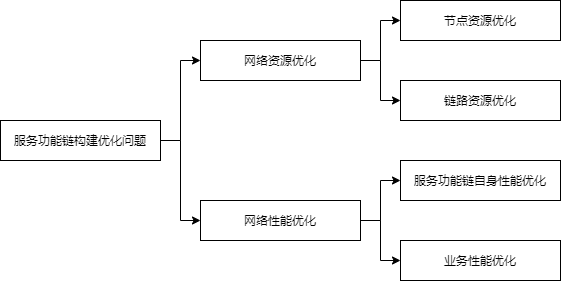 服务功能链构建优化问题
网络资源优化
节点资源优化
链路资源优化
网络性能优化
服务功能链自身性能优化
业务性能优化